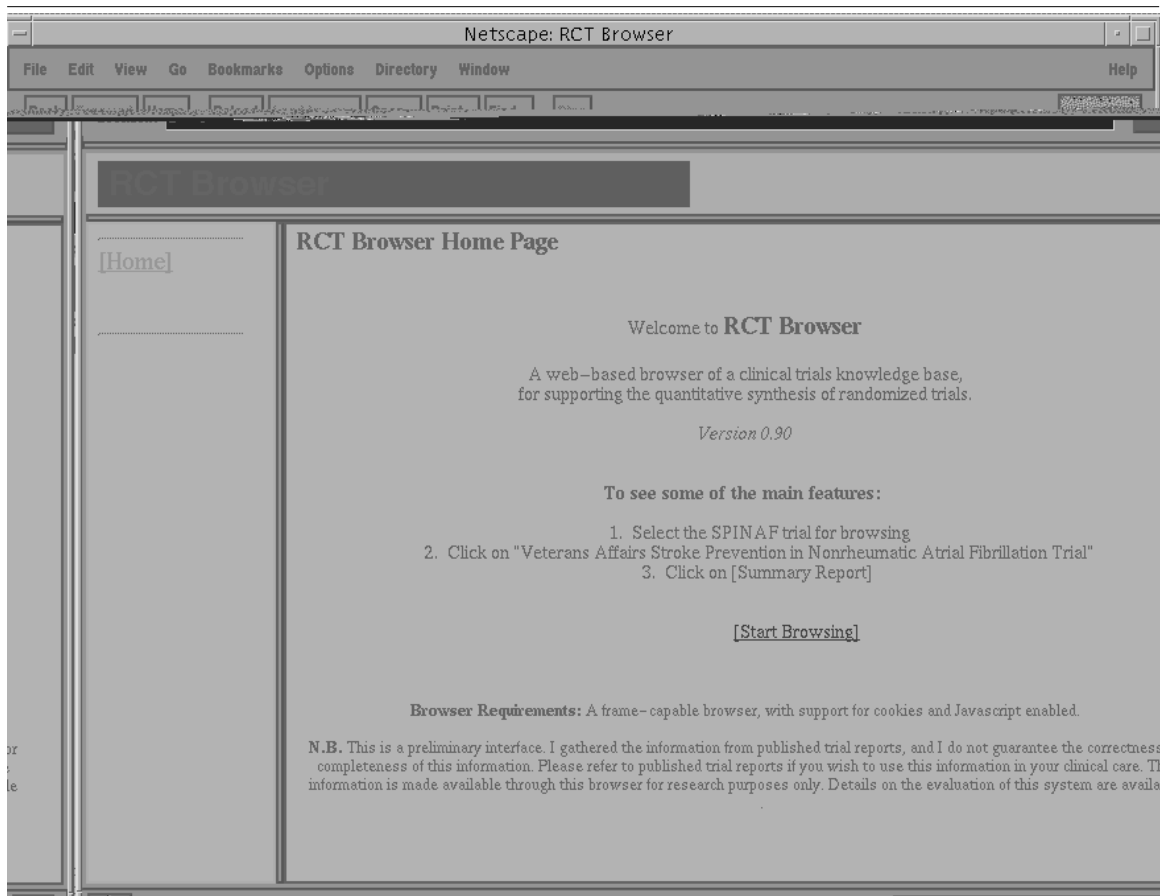 Netscape: RCT Browser
File Edit View Go Bookmarks Options Directory Window Help
RCT Browser
[Home]
RCT Browser Home Page
Welcome to RCT Browser
A web-based browser of a clinical trials knowledge base,
for supporting the quantitative synthesis of randomized trials.
Version 0.90
To see some of the main features:
1. Select the SPINAF trial for browsing
2. Click on "Veterans Affairs Stroke Prevention in Nonrheumatic Atrial Fibrillation Trial"
3. Click on [Summary Report]
[Start Browsing]
Browser Requirements: A frame-capable browser, with support for cookies and Javascript enabled.
N.B. This is a preliminary interface. I gathered the information from published trial reports, and I do not guarantee the correctness
completeness of this information. Please refer to published trial reports if you wish to use this information in your clinical care. Th
information is made available through this browser for research purposes only. Details on the evaluation of this system are availa
.
or
le